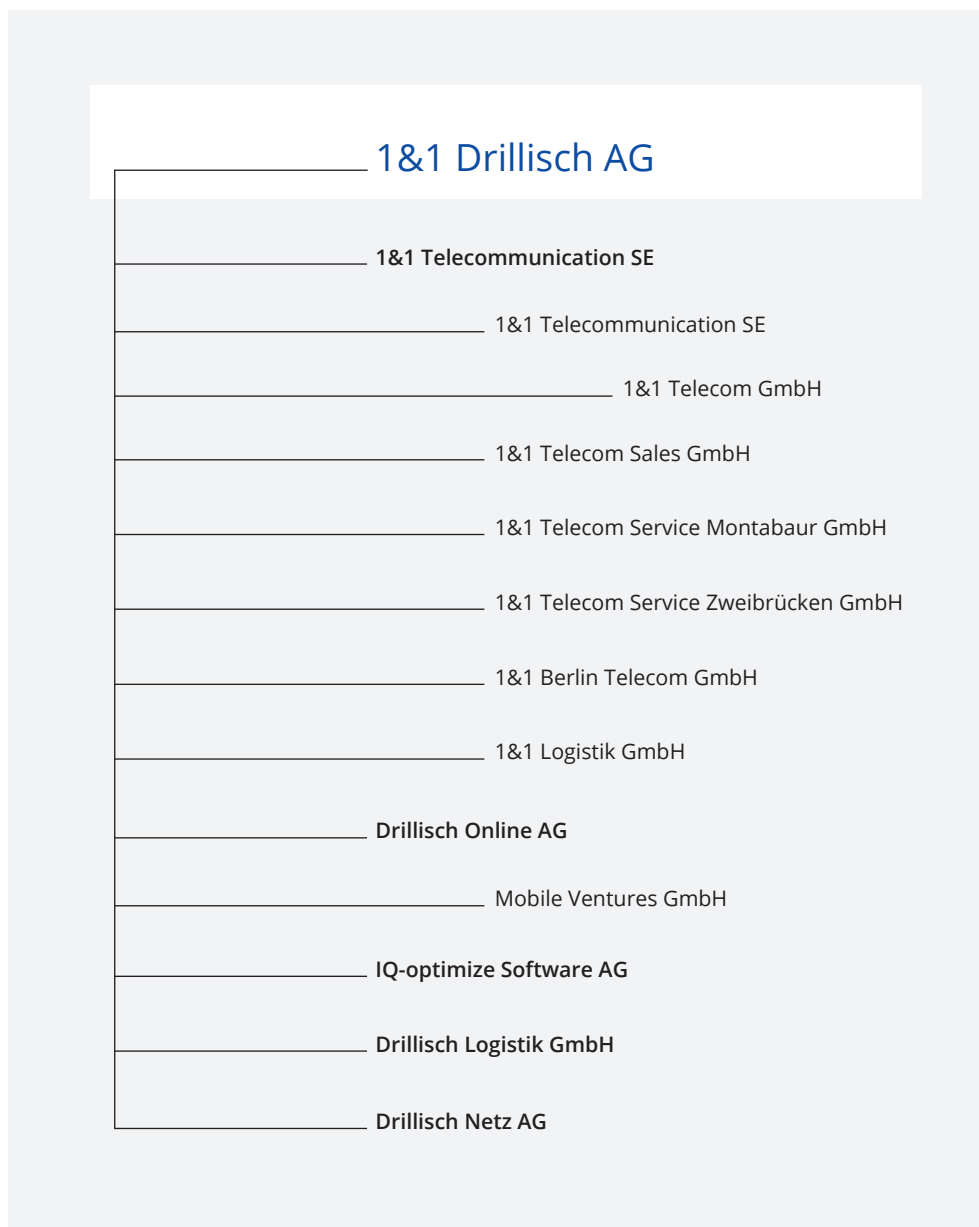 1&1 Drillisch AG
1&1 Telecommunication SE
1&1 Telecommunication SE
1&1 Telecom GmbH
1&1 Telecom Sales GmbH
1&1 Telecom Service Montabaur GmbH
1&1 Telecom Service Zweibrücken GmbH
1&1 Berlin Telecom GmbH
1&1 Logistik GmbH
Drillisch Online AG
Mobile Ventures GmbH
IQ-optimize Software AG
Drillisch Logistik GmbH
Drillisch Netz AG